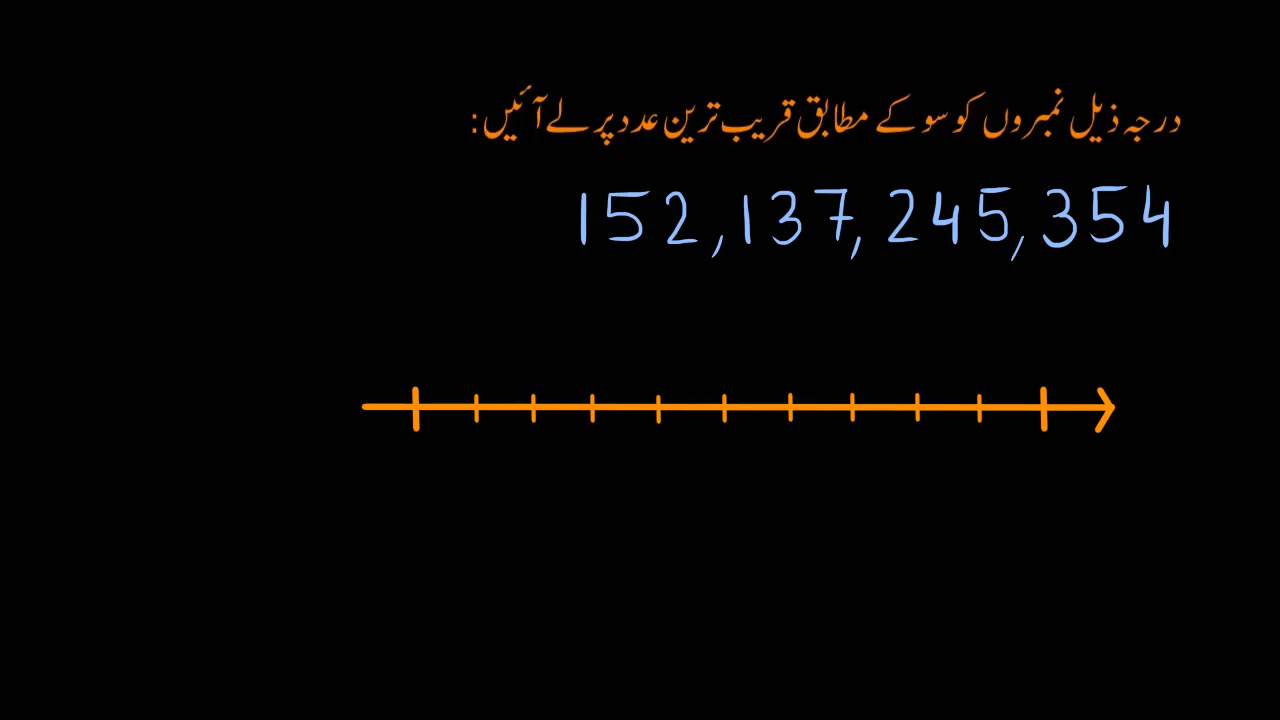 درجہ ذیل نمبروں کو سو کے مطابق قریب ترین عدد پر لے آئیں:
152, 137, 245, 354